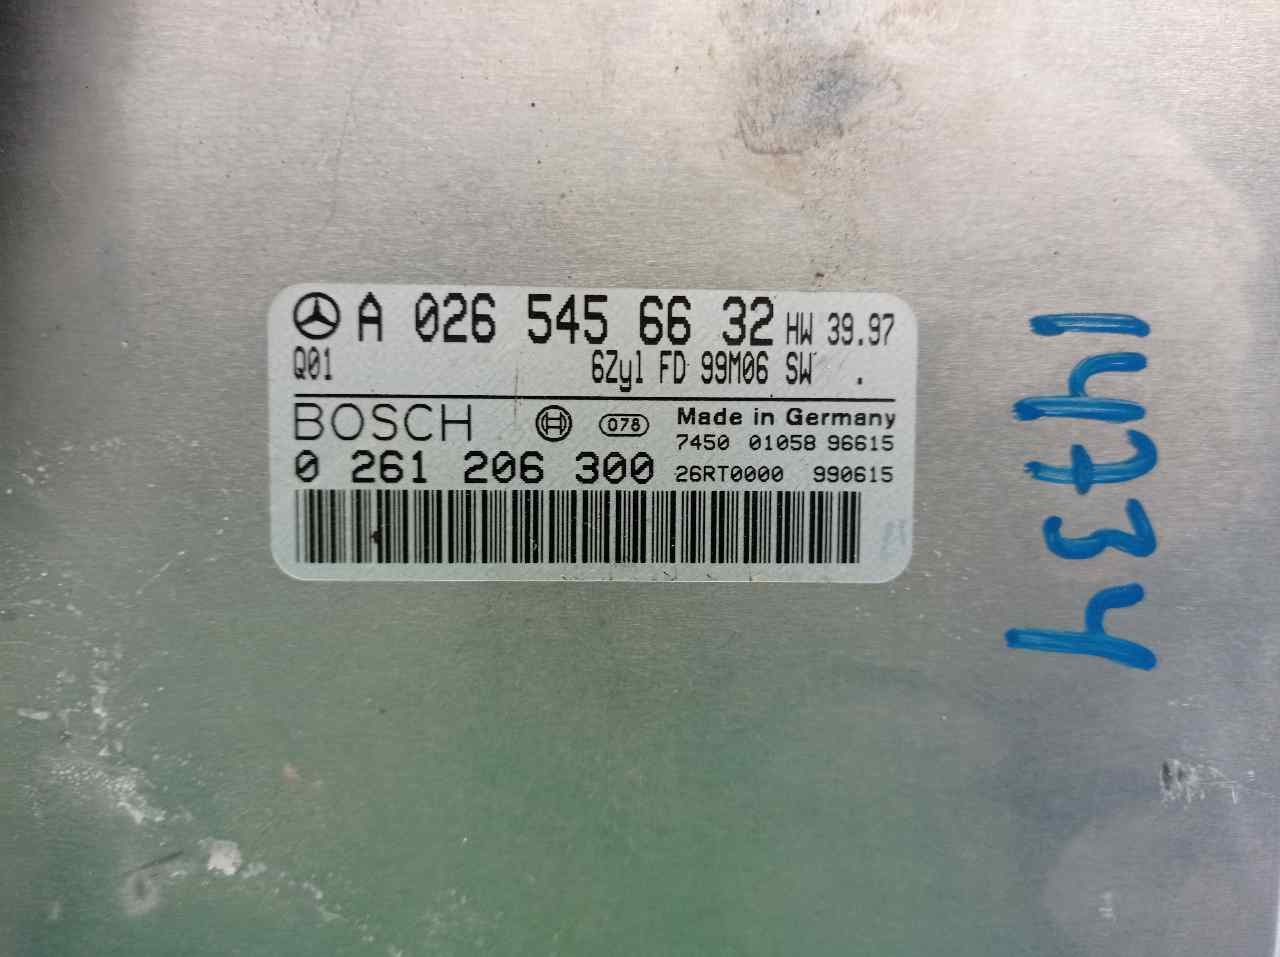 A 026 545 66 32 HW 39.97
Q01 6Zyl FD 99M06 SW .
BOSCH H 078 Made in Germany
7450 01058 96615
0 261 206 300 26RT0000 990615
14734